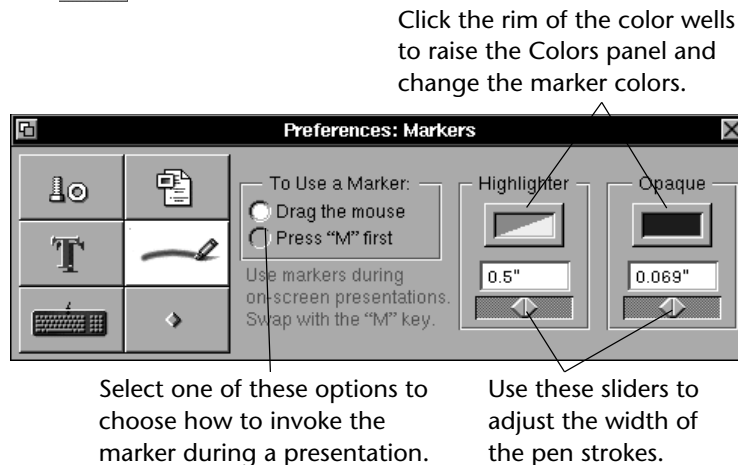 Click the rim of the color wells
to raise the Colors panel and
change the marker colors.
Preferences: Markers
To Use a Marker:
Drag the mouse
Press “M” first
Use markers during
on-screen presentations.
Swap with the “M” key.
Highlighter
0.5"
Opaque
0.069"
T
Select one of these options to
choose how to invoke the
marker during a presentation.
Use these sliders to
adjust the width of
the pen strokes.